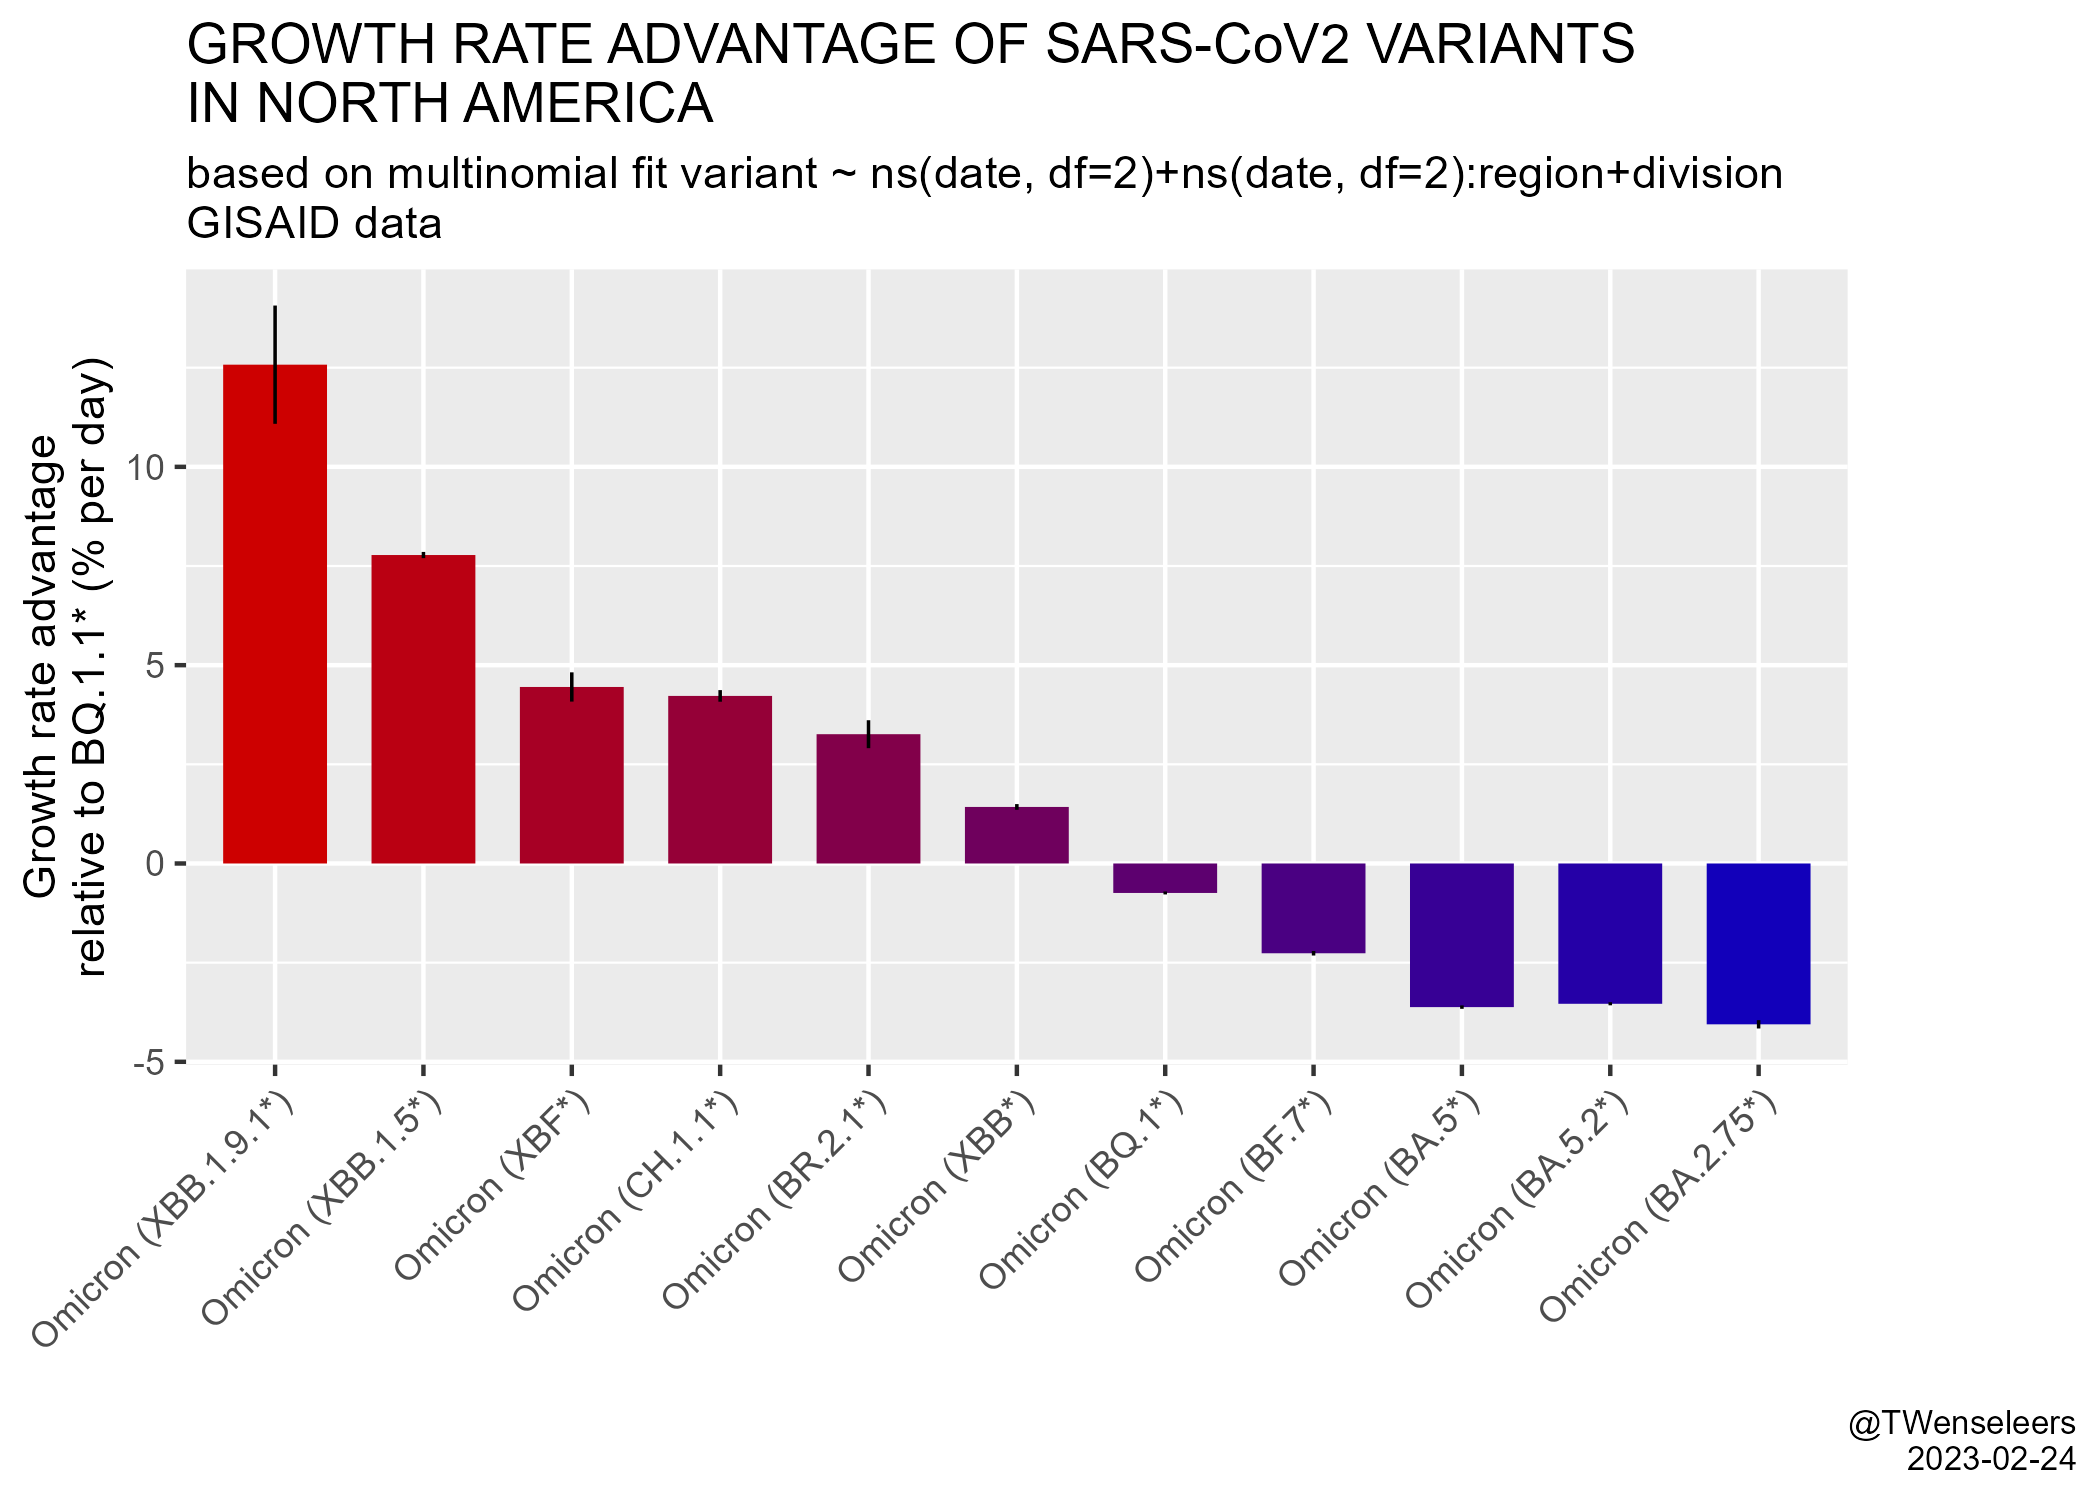 GROWTH RATE ADVANTAGE OF SARS-CoV2 VARIANTS
IN NORTH AMERICA
based on multinomial fit variant ~ ns(date, df=2)+ns(date, df=2):region+division
GISAID data
Growth rate advantage
relative to BQ.1.1* (% per day)
10
5
0
-5
Omicron (XBB.1.9.1*)
Omicron (XBB.1.5*)
Omicron (XBF*)
Omicron (CH.1.1*)
Omicron (BR.2.1*)
Omicron (XBB*)
Omicron (BQ.1*)
Omicron (BF.7*)
Omicron (BA.5*)
Omicron (BA.5.2*)
Omicron (BA.2.75*)
@TWenseleers
2023-02-24